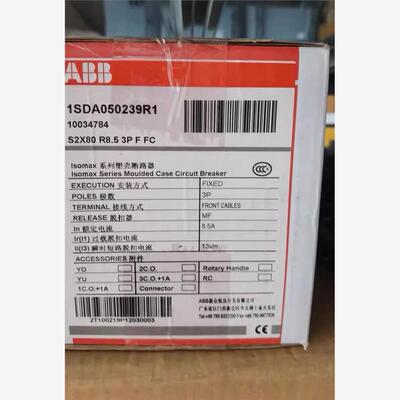 ABB
1SDA050239R1
10034784
S2X80 R8.5 3P F FC
Isomax 系列塑壳断路器
Isomax Series Moulded Case Circuit Breaker
EXECUTION 安装方式 FIXED
POLES 极数 3P
TERMINAL 接线方式 FRONT CABLES
RELEASE 脱扣器 MF
In 额定电流 8.5A
Ir(I1) 过载脱扣电流
Ii(I3) 瞬时短路脱扣电流 13xIn
ACCESSORIES 附件
YO 2C.O. Rotary Handle
YU 3C.O.+1A RC
1C.O.+1A Connector
2T100219P12030003